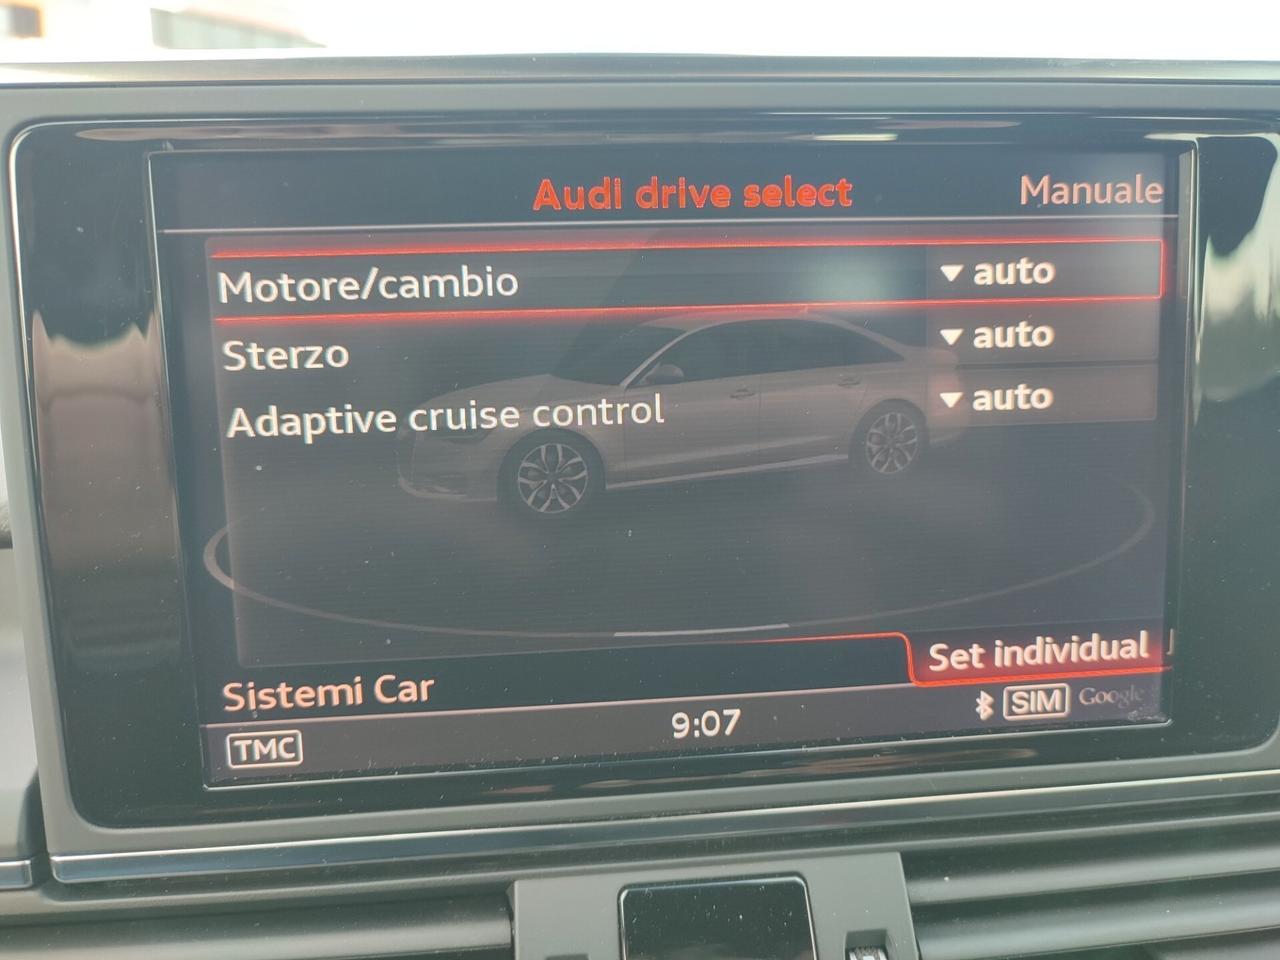 Audi drive select
Manuale
Motore/cambio ▼ auto
Sterzo ▼ auto
Adaptive cruise control ▼ auto
Set individual
Sistemi Car
TMC 9:07 SIM Google